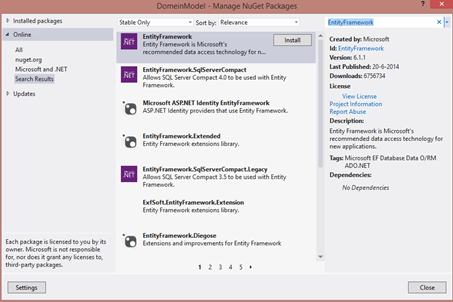 DomeinModel - Manage NuGet Packages
Installed packages
Online
All
nuget.org
Microsoft and .NET
Search Results
Updates
Each package is licensed to you by its
owner. Microsoft is not responsible
for, nor does it grant any licenses to,
third-party packages.
Settings
Stable Only
Sort by: Relevance
EntityFramework
Entity Framework is Microsoft's
recommended data access technology for n...
Install
EntityFramework.SqlServerCompact
Allows SQL Server Compact 4.0 to be used with Entity
Framework.
Microsoft ASP.NET Identity EntityFramework
ASP.NET Identity providers that use Entity Framework.
EntityFramework.Extended
Entity Framework extensions library.
EntityFramework.SqlServerCompact.Legacy
Allows SQL Server Compact 3.5 to be used with Entity
Framework.
ExfSoft.EntityFramework.Extension
Entity Framework extensions library.
EntityFramework.Diegose
Extensions and improvements for Entity Framework
1 2 3 4 5
EntityFramework
Created by: Microsoft
Id: EntityFramework
Version: 6.1.1
Last Published: 20-6-2014
Downloads: 6756734
License
View License
Project Information
Report Abuse
Description:
Entity Framework is Microsoft's
recommended data access technology for
new applications.
Tags: Microsoft EF Database Data O/RM
ADO.NET
Dependencies:
No Dependencies
Close